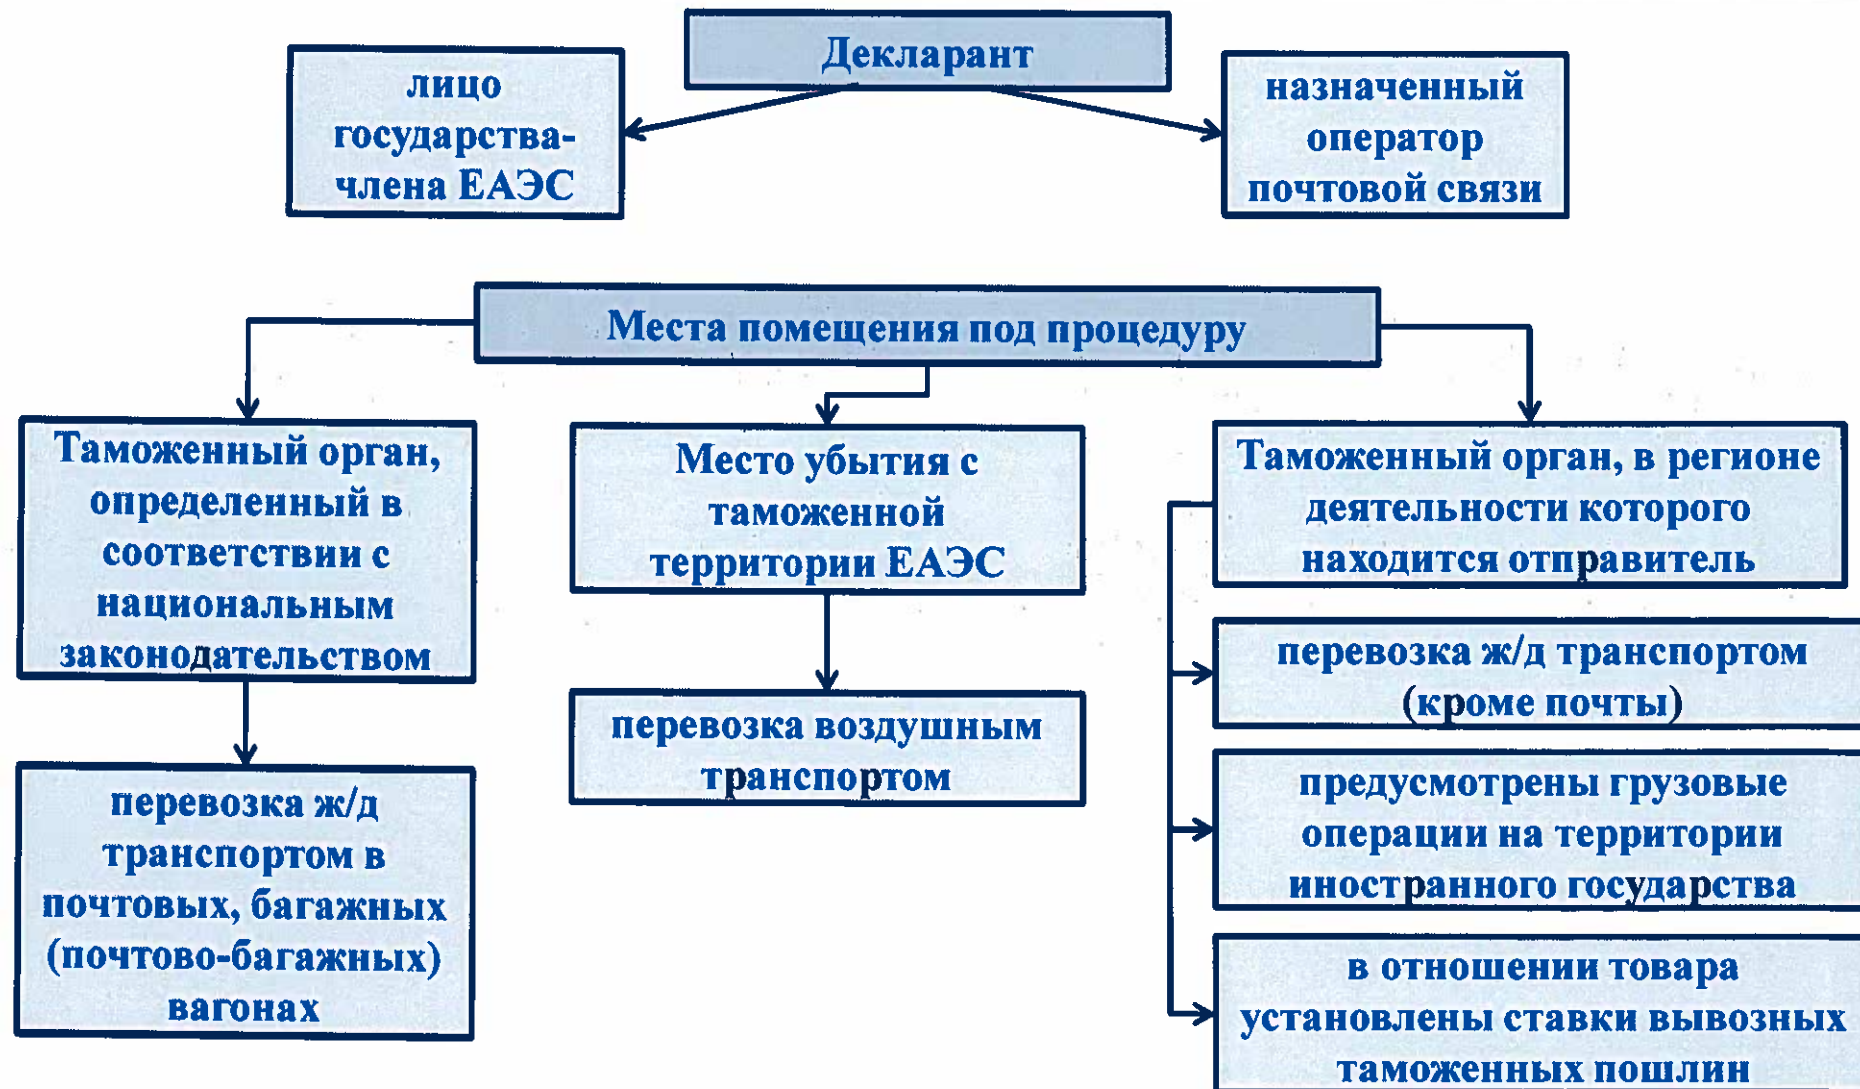 Декларант
лицо
государства-
члена ЕАЭС
назначенный
оператор
почтовой связи
Места помещения под процедуру
Таможенный орган,
определенный в
соответствии с
национальным
законодательством
перевозка ж/д
транспортом в
почтовых, багажных
(почтово-багажных)
вагонах
Место убытия с
таможенной
территории ЕАЭС
перевозка воздушным
транспортом
Таможенный орган, в регионе
деятельности которого
находится отправитель
перевозка ж/д транспортом
(кроме почты)
предусмотрены грузовые
операции на территории
иностранного государства
в отношении товара
установлены ставки вывозных
таможенных пошлин